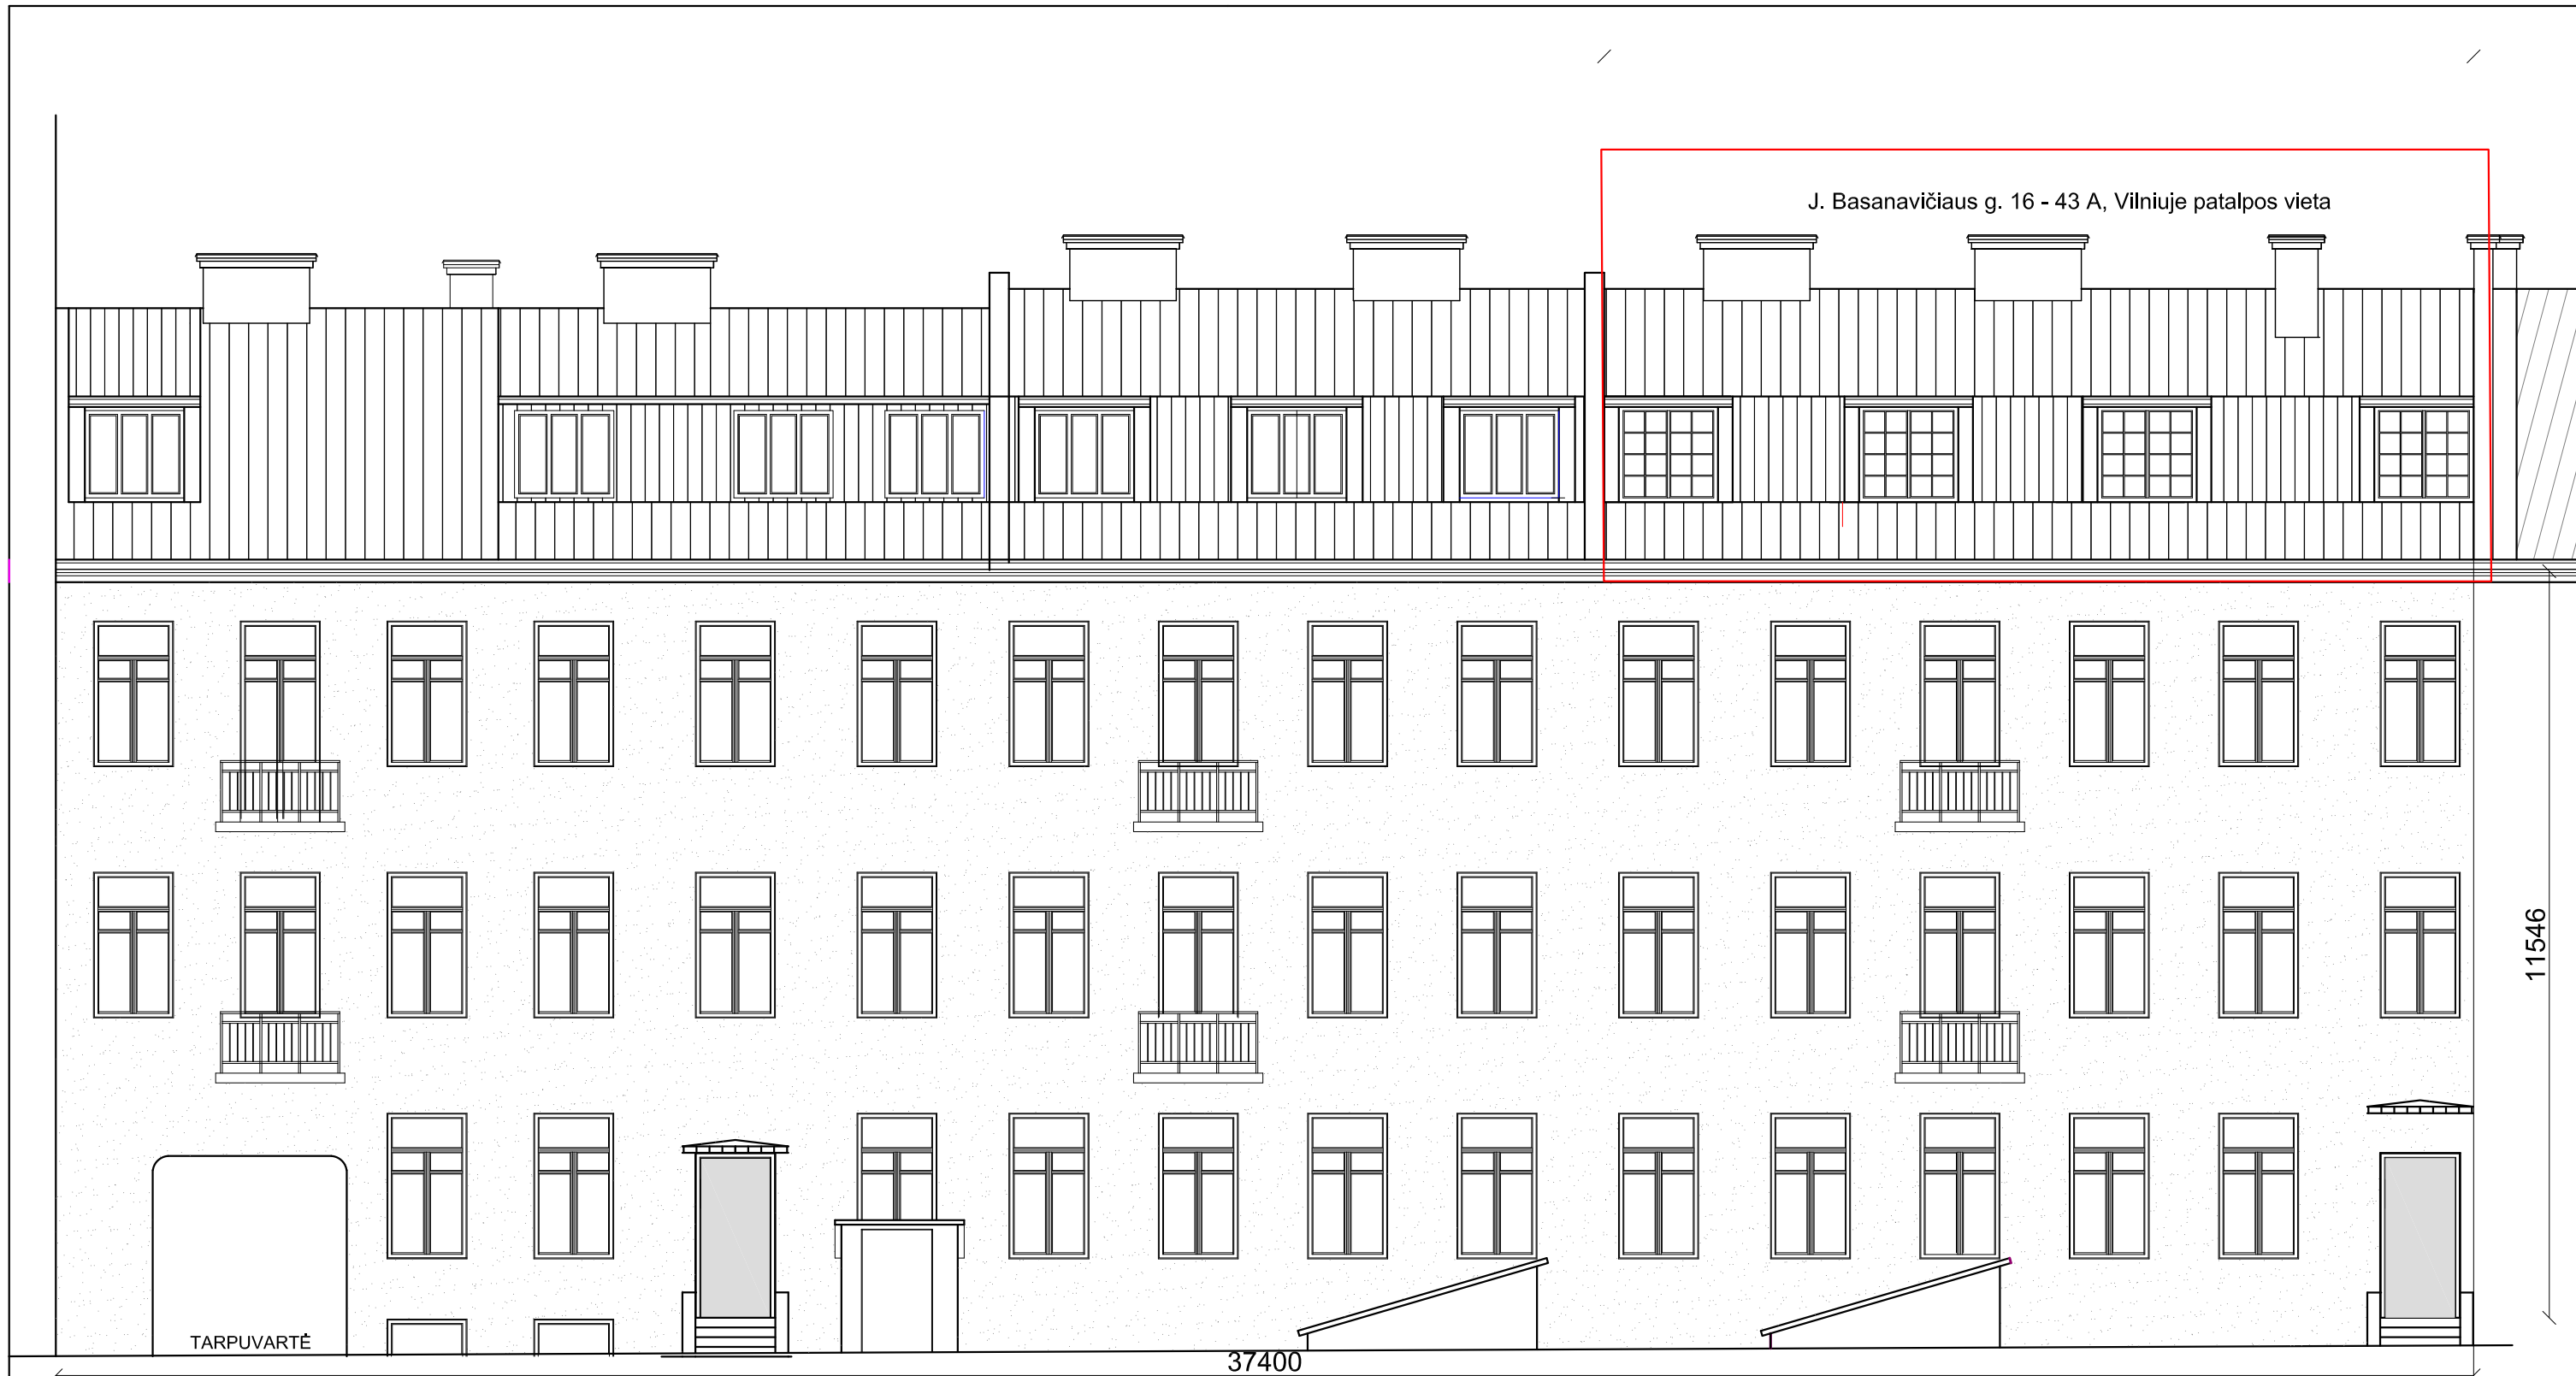 J. Basanavičiaus g. 16 - 43 A, Vilniuje patalpos vieta
11546
TARPUVARTĖ
37400